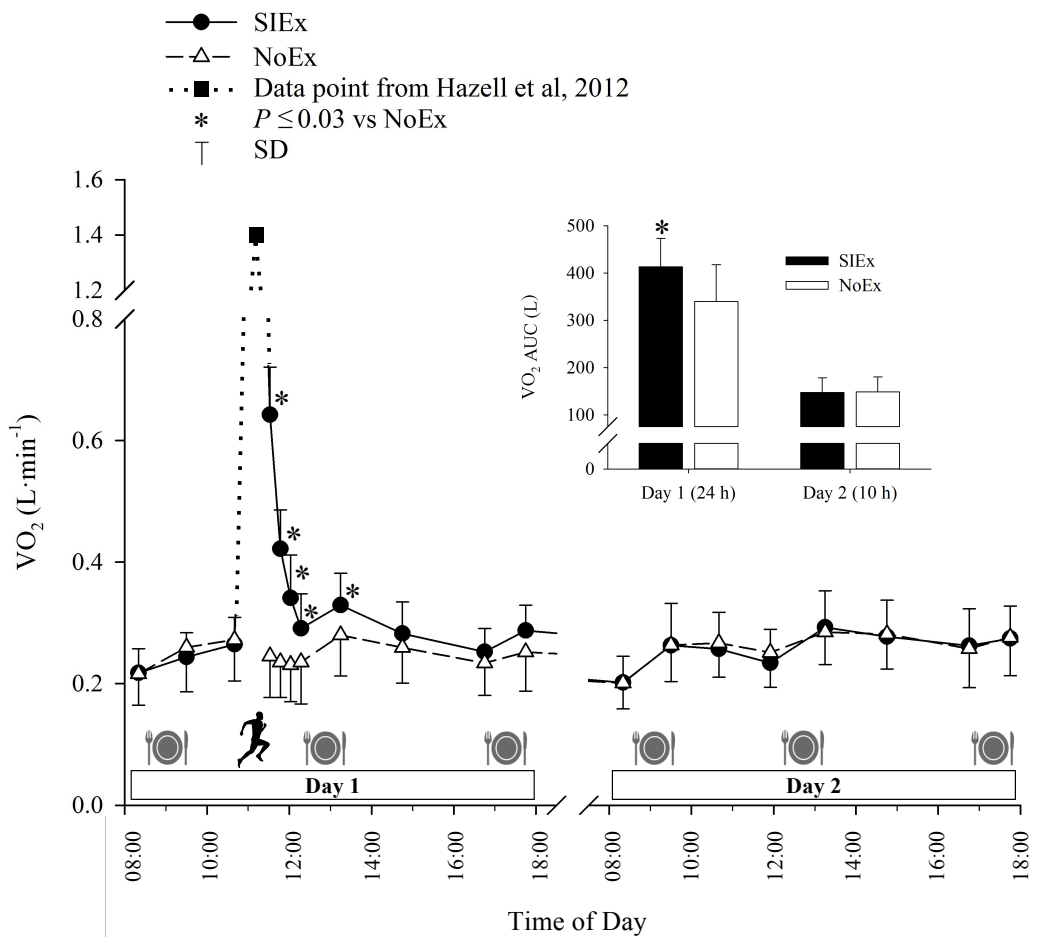 SIEx
NoEx
Data point from Hazell et al, 2012
* P ≤ 0.03 vs NoEx
SD
1.6
1.4
1.2
0.8
0.6
0.4
0.2
0.0
VO₂ (L·min⁻¹)
*
*
*
*
*
500
400
300
200
100
0
VO₂ AUC (L)
*
SIEx
NoEx
Day 1 (24 h)
Day 2 (10 h)
Day 1
Day 2
08:00
10:00
12:00
14:00
16:00
18:00
08:00
10:00
12:00
14:00
16:00
18:00
Time of Day